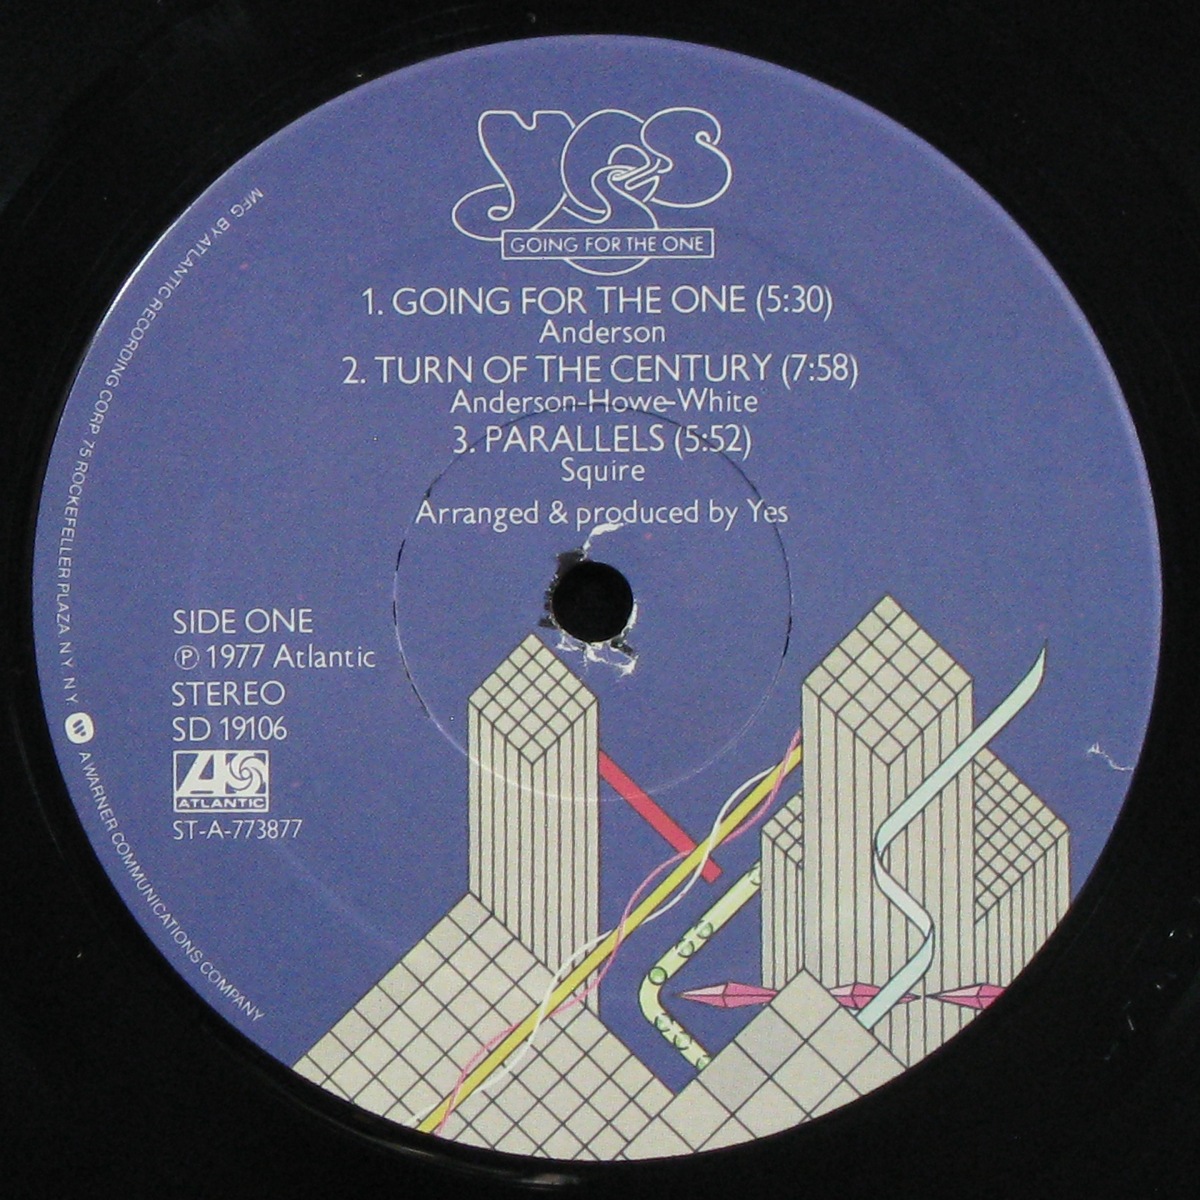 yes
GOING FOR THE ONE
1. GOING FOR THE ONE (5:30)
Anderson
2. TURN OF THE CENTURY (7:58)
Anderson-Howe-White
3. PARALLELS (5:52)
Squire
Arranged & produced by Yes
SIDE ONE
℗ 1977 Atlantic
STEREO
SD 19106
ATLANTIC
ST-A-773877
MFG BY ATLANTIC RECORDING CORP 75 ROCKEFELLER PLAZA N Y N Y
A WARNER COMMUNICATIONS COMPANY